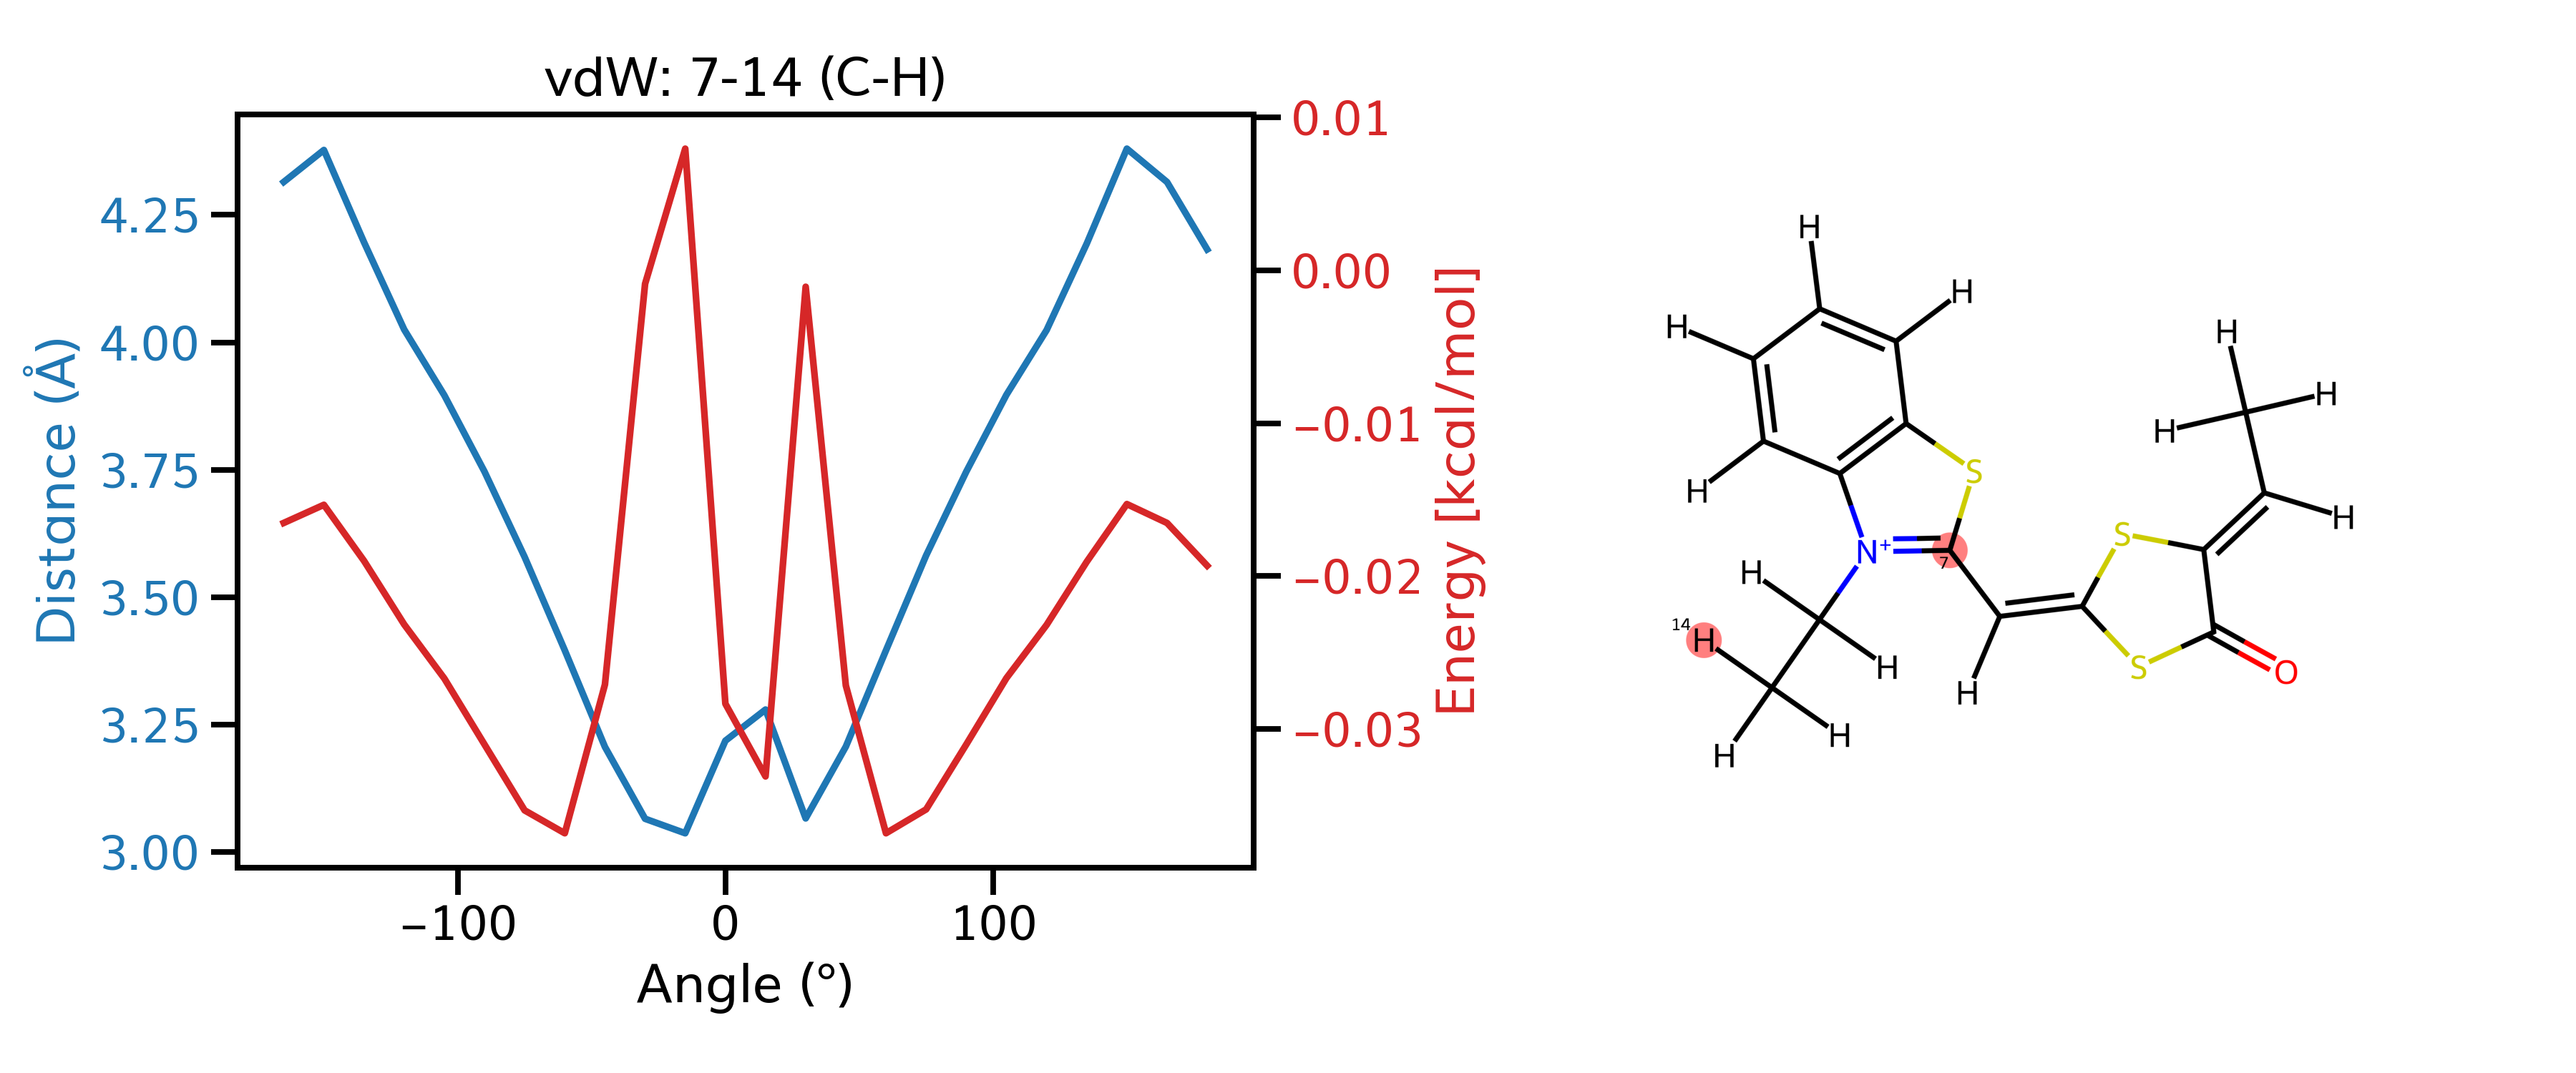 vdW: 7-14 (C-H)
Distance (Å)
4.25
4.00
3.75
3.50
3.25
3.00
−100
0
100
Angle (°)
0.01
0.00
−0.01
−0.02
−0.03
Energy [kcal/mol]
H
H
H
H
H
H
S
H
H
S
H
N+
7
H
14
H
H
S
O
H
H
H